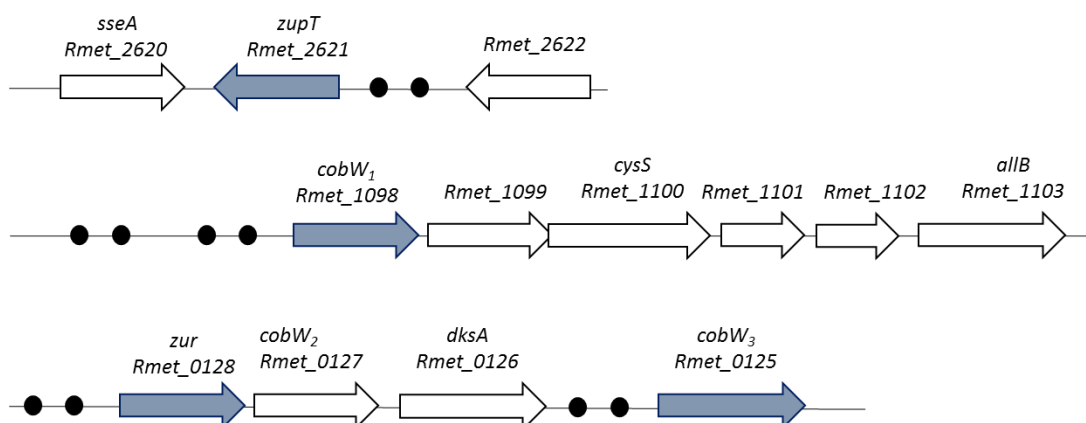 sseA zupT
Rmet_2620 Rmet_2621 Rmet_2622
cobW₁ cysS allB
Rmet_1098 Rmet_1099 Rmet_1100 Rmet_1101 Rmet_1102 Rmet_1103
zur cobW₂ dksA cobW₃
Rmet_0128 Rmet_0127 Rmet_0126 Rmet_0125